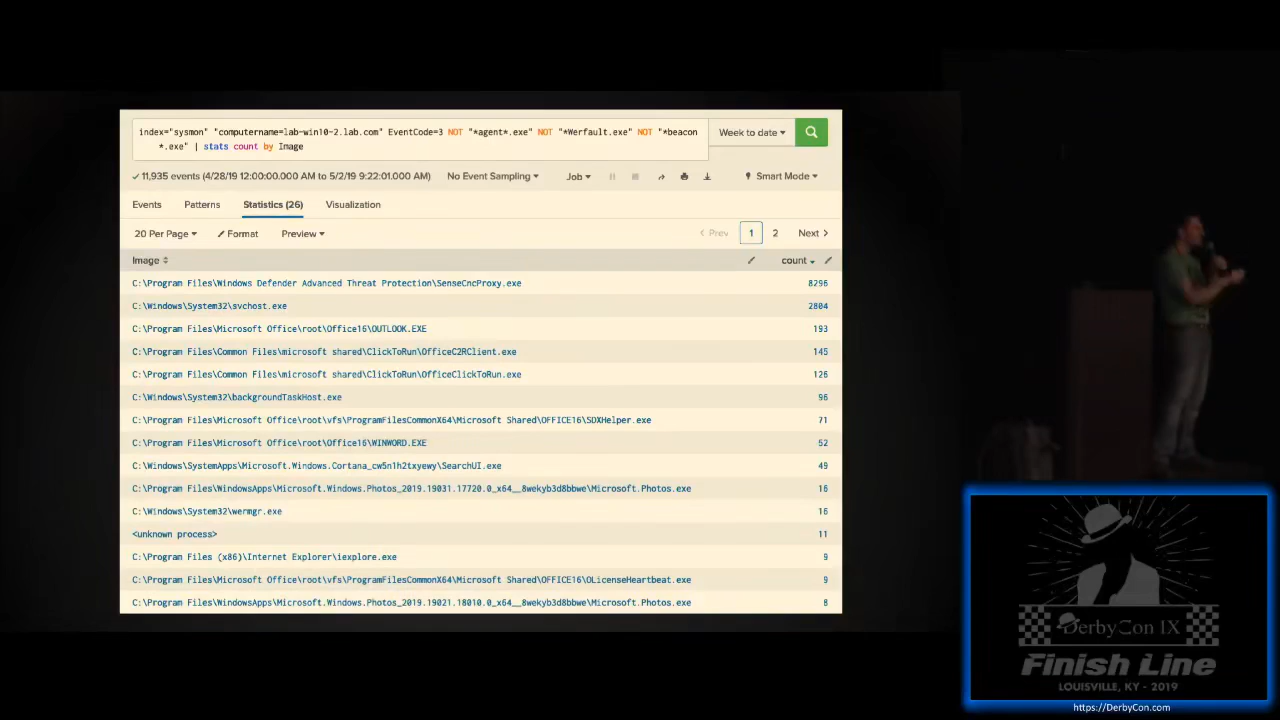 index="sysmon" "computername=lab-win10-2.lab.com" EventCode=3 NOT "*agent*.exe" NOT "*Werfault.exe" NOT "*beacon
*.exe" | stats count by Image
Week to date
11,935 events (4/28/19 12:00:00.000 AM to 5/2/19 9:22:01.000 AM)
No Event Sampling
Job
Smart Mode
Events
Patterns
Statistics (26)
Visualization
20 Per Page
Format
Preview
Prev
1
2
Next
Image
count
C:\Program Files\Windows Defender Advanced Threat Protection\SenseCncProxy.exe 8296
C:\Windows\System32\svchost.exe 2804
C:\Program Files\Microsoft Office\root\Office16\OUTLOOK.EXE 193
C:\Program Files\Common Files\microsoft shared\ClickToRun\OfficeC2RClient.exe 145
C:\Program Files\Common Files\microsoft shared\ClickToRun\OfficeClickToRun.exe 126
C:\Windows\System32\backgroundTaskHost.exe 96
C:\Program Files\Microsoft Office\root\vfs\ProgramFilesCommonX64\Microsoft Shared\OFFICE16\SDXHelper.exe 71
C:\Program Files\Microsoft Office\root\Office16\WINWORD.EXE 52
C:\Windows\SystemApps\Microsoft.Windows.Cortana_cw5n1h2txyewy\SearchUI.exe 49
C:\Program Files\WindowsApps\Microsoft.Windows.Photos_2019.19031.17720.0_x64__8wekyb3d8bbwe\Microsoft.Photos.exe 16
C:\Windows\System32\wermgr.exe 16
<unknown process> 11
C:\Program Files (x86)\Internet Explorer\iexplore.exe 9
C:\Program Files\Microsoft Office\root\vfs\ProgramFilesCommonX64\Microsoft Shared\OFFICE16\OLicenseHeartbeat.exe 9
C:\Program Files\WindowsApps\Microsoft.Windows.Photos_2019.19021.18010.0_x64__8wekyb3d8bbwe\Microsoft.Photos.exe 8
DerbyCon IX
Finish Line
LOUISVILLE, KY - 2019
https://DerbyCon.com